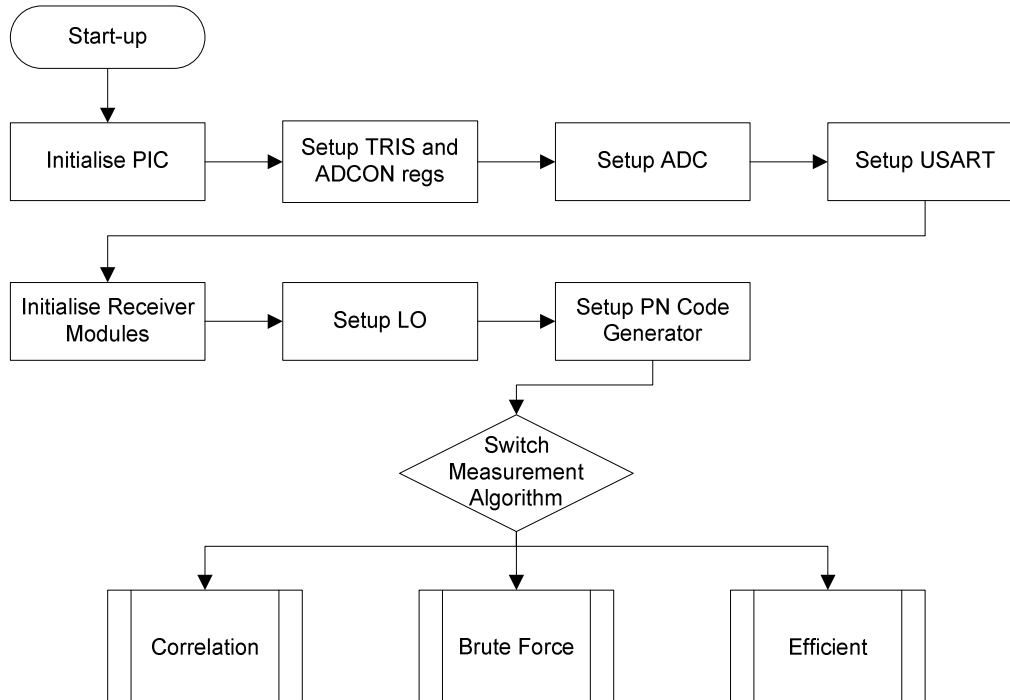 Start-up
Initialise PIC
Setup TRIS and
ADCON regs
Setup ADC
Setup USART
Initialise Receiver
Modules
Setup LO
Setup PN Code
Generator
Switch
Measurement
Algorithm
Correlation
Brute Force
Efficient